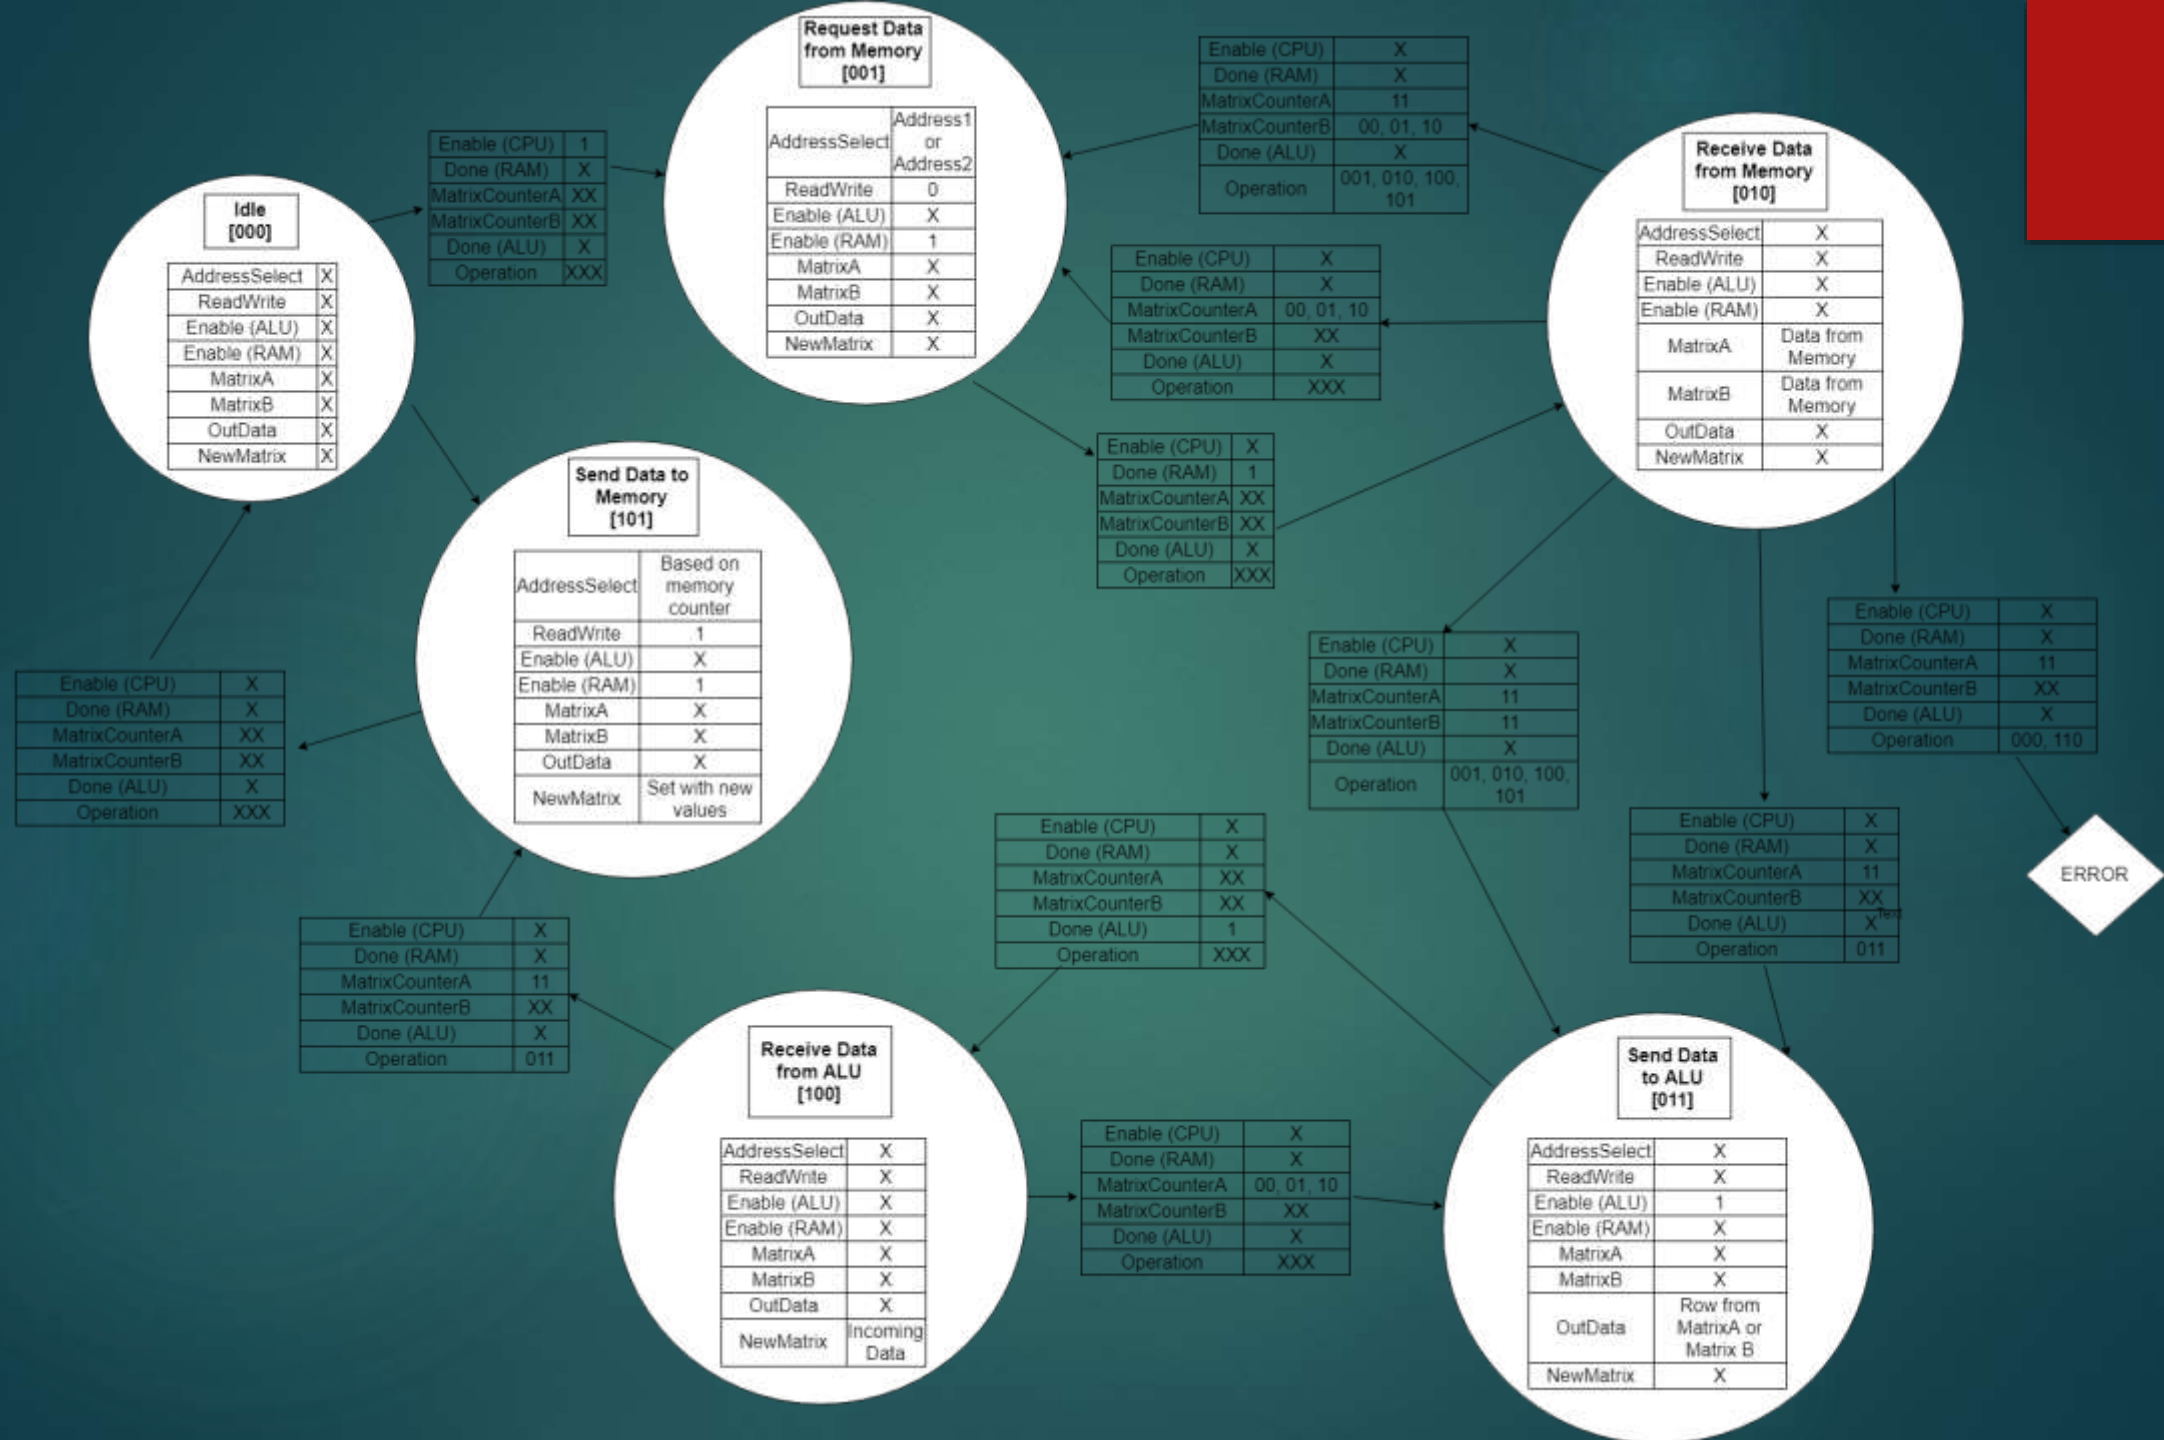 Request Data
from Memory
[001]
AddressSelect Address1
or
Address2
ReadWrite 0
Enable (ALU) X
Enable (RAM) 1
MatrixA X
MatrixB X
OutData X
NewMatrix X
Enable (CPU) X
Done (RAM) X
MatrixCounterA 11
MatrixCounterB 00, 01, 10
Done (ALU) X
Operation 001, 010, 100,
101
Enable (CPU) 1
Done (RAM) X
MatrixCounterA XX
MatrixCounterB XX
Done (ALU) X
Operation XXX
Receive Data
from Memory
[010]
AddressSelect X
ReadWrite X
Enable (ALU) X
Enable (RAM) X
MatrixA Data from
Memory
MatrixB Data from
Memory
OutData X
NewMatrix X
Idle
[000]
AddressSelect X
ReadWrite X
Enable (ALU) X
Enable (RAM) X
MatrixA X
MatrixB X
OutData X
NewMatrix X
Enable (CPU) X
Done (RAM) X
MatrixCounterA 00, 01, 10
MatrixCounterB XX
Done (ALU) X
Operation XXX
Enable (CPU) X
Done (RAM) 1
MatrixCounterA XX
MatrixCounterB XX
Done (ALU) X
Operation XXX
Send Data to
Memory
[101]
AddressSelect Based on
memory
counter
ReadWrite 1
Enable (ALU) X
Enable (RAM) 1
MatrixA X
MatrixB X
OutData X
NewMatrix Set with new
values
Enable (CPU) X
Done (RAM) X
MatrixCounterA 11
MatrixCounterB XX
Done (ALU) X
Operation 000, 110
Enable (CPU) X
Done (RAM) X
MatrixCounterA 11
MatrixCounterB 11
Done (ALU) X
Operation 001, 010, 100,
101
Enable (CPU) X
Done (RAM) X
MatrixCounterA XX
MatrixCounterB XX
Done (ALU) X
Operation XXX
Enable (CPU) X
Done (RAM) X
MatrixCounterA 11
MatrixCounterB XX
Done (ALU) X
Text
Operation 011
ERROR
Enable (CPU) X
Done (RAM) X
MatrixCounterA XX
MatrixCounterB XX
Done (ALU) 1
Operation XXX
Enable (CPU) X
Done (RAM) X
MatrixCounterA 11
MatrixCounterB XX
Done (ALU) X
Operation 011
Receive Data
from ALU
[100]
AddressSelect X
ReadWrite X
Enable (ALU) X
Enable (RAM) X
MatrixA X
MatrixB X
OutData X
NewMatrix Incoming
Data
Enable (CPU) X
Done (RAM) X
MatrixCounterA 00, 01, 10
MatrixCounterB XX
Done (ALU) X
Operation XXX
Send Data
to ALU
[011]
AddressSelect X
ReadWrite X
Enable (ALU) 1
Enable (RAM) X
MatrixA X
MatrixB X
OutData Row from
MatrixA or
Matrix B
NewMatrix X